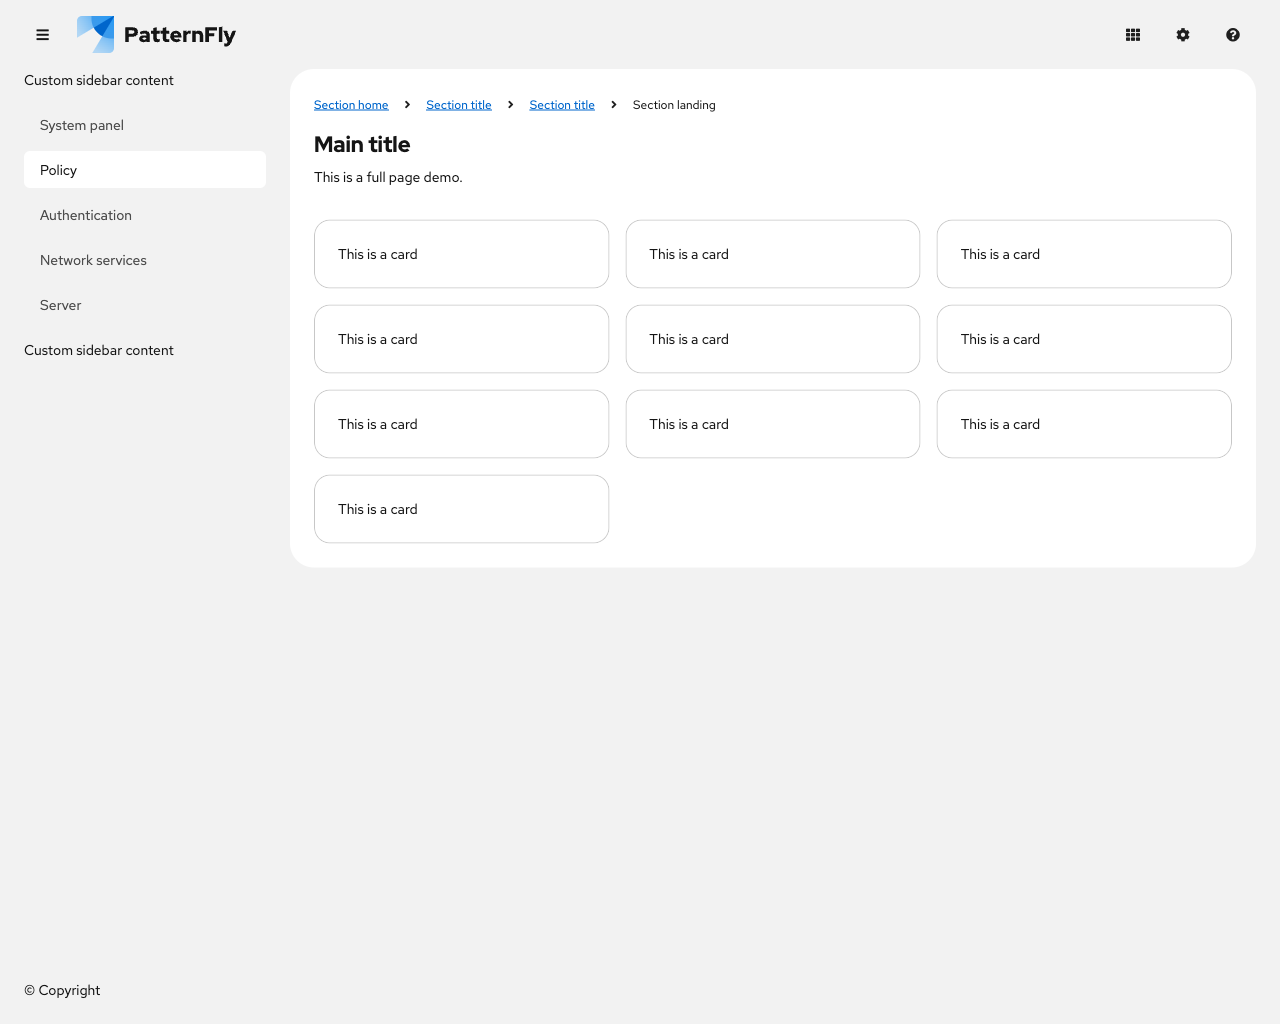 PatternFly
Custom sidebar content
System panel
Policy
Authentication
Network services
Server
Custom sidebar content
© Copyright
Section home Section title Section title Section landing
Main title
This is a full page demo.
This is a card This is a card This is a card
This is a card This is a card This is a card
This is a card This is a card This is a card
This is a card